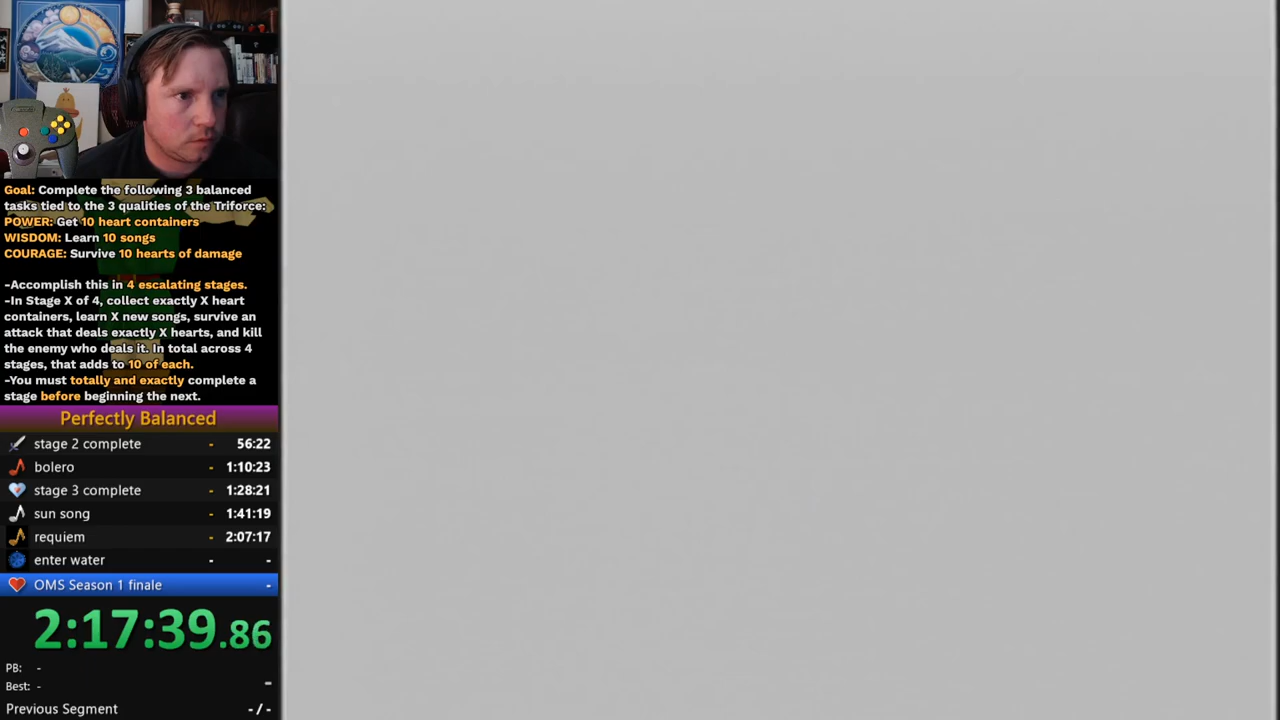 Goal: Complete the following 3 balanced
tasks tied to the 3 qualities of the Triforce:
POWER: Get 10 heart containers
WISDOM: Learn 10 songs
COURAGE: Survive 10 hearts of damage
-Accomplish this in 4 escalating stages.
-In Stage X of 4, collect exactly X heart
containers, learn X new songs, survive an
attack that deals exactly X hearts, and kill
the enemy who deals it. In total across 4
stages, that adds to 10 of each.
-You must totally and exactly complete a
stage before beginning the next.
Perfectly Balanced
stage 2 complete - 56:22
bolero - 1:10:23
stage 3 complete - 1:28:21
sun song - 1:41:19
requiem - 2:07:17
enter water - -
OMS Season 1 finale -
2:17:39.86
PB: -
Best: - -
Previous Segment - / -